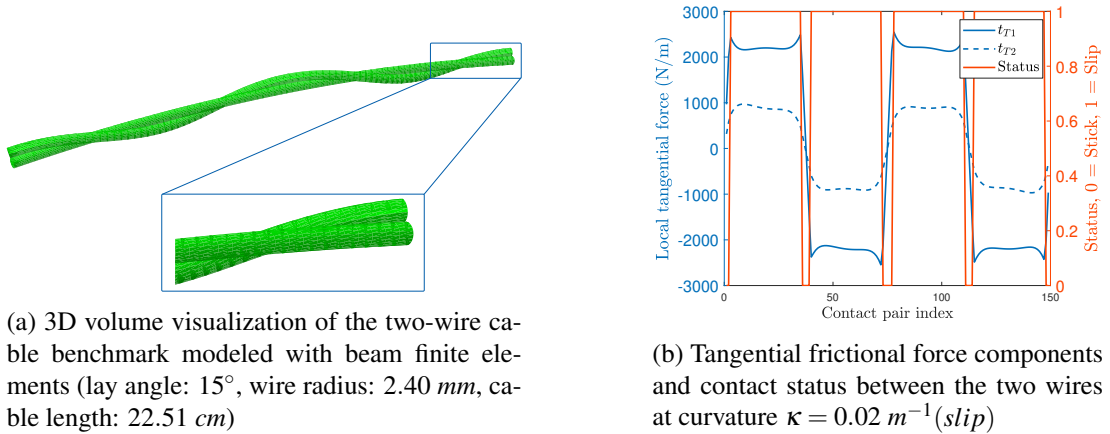 3000
2000
1000
0
-1000
-2000
-3000
Local tangential force (N/m)
t_{T1}
t_{T2}
Status
1
0.8
0.6
0.4
0.2
0
Status, 0 = Stick, 1 = Slip
0 50 100 150
Contact pair index
(a) 3D volume visualization of the two-wire ca-
ble benchmark modeled with beam finite ele-
ments (lay angle: 15°, wire radius: 2.40 mm, ca-
ble length: 22.51 cm)
(b) Tangential frictional force components
and contact status between the two wires
at curvature κ = 0.02 m⁻¹(slip)